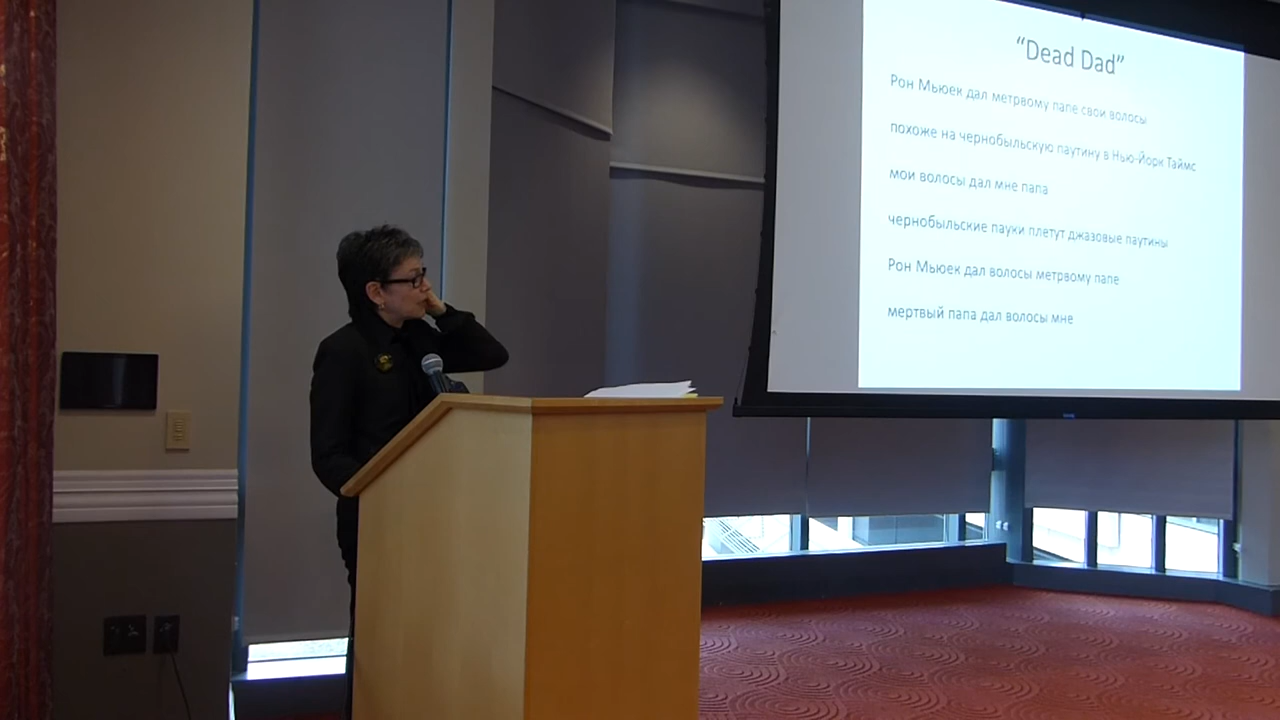 “Dead Dad”
Рон Мьюек дал метрвому папе свои волосы
похоже на чернобыльскую паутину в Нью-Йорк Таймс
мои волосы дал мне папа
чернобыльские пауки плетут джазовые паутины
Рон Мьюек дал волосы метрвому папе
мертвый папа дал волосы мне